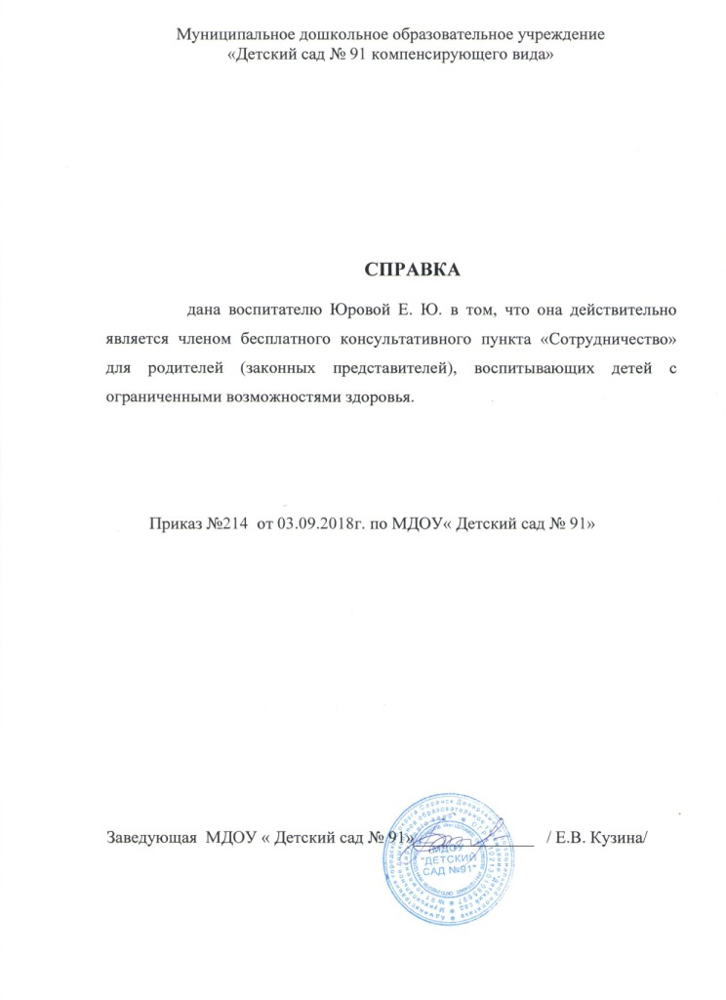 Муниципальное дошкольное образовательное учреждение
«Детский сад № 91 компенсирующего вида»
СПРАВКА
дана воспитателю Юровой Е. Ю. в том, что она действительно
является членом бесплатного консультативного пункта «Сотрудничество»
для родителей (законных представителей), воспитывающих детей с
ограниченными возможностями здоровья.
Приказ №214 от 03.09.2018г. по МДОУ« Детский сад № 91»
Заведующая МДОУ « Детский сад № 91» / Е.В. Кузина/
МДОУ
"ДЕТСКИЙ
САД №91"